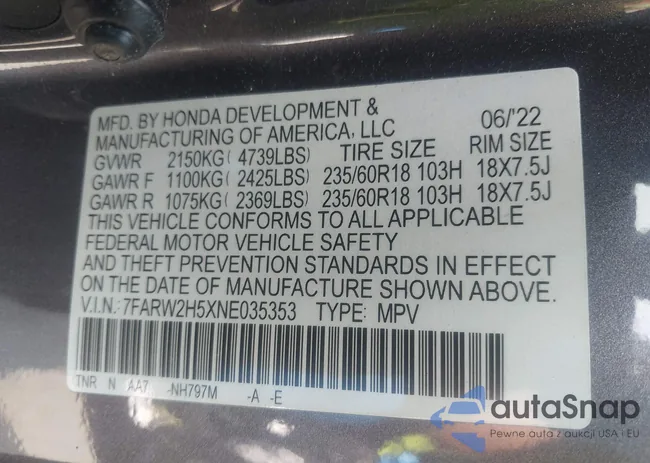 MFD. BY HONDA DEVELOPMENT & 06/'22
MANUFACTURING OF AMERICA, LLC
GVWR 2150KG( 4739LBS) TIRE SIZE RIM SIZE
GAWR F 1100KG( 2425LBS) 235/60R18 103H 18X7.5J
GAWR R 1075KG( 2369LBS) 235/60R18 103H 18X7.5J
THIS VEHICLE CONFORMS TO ALL APPLICABLE
FEDERAL MOTOR VEHICLE SAFETY
AND THEFT PREVENTION STANDARDS IN EFFECT
ON THE DATE OF MANUFACTURE SHOWN ABOVE.
V.I.N.: 7FARW2H5XNE035353 TYPE: MPV
TNR N AA7 -NH797M -A -E
autaSnap
Pewne auta z aukcji USA i EU